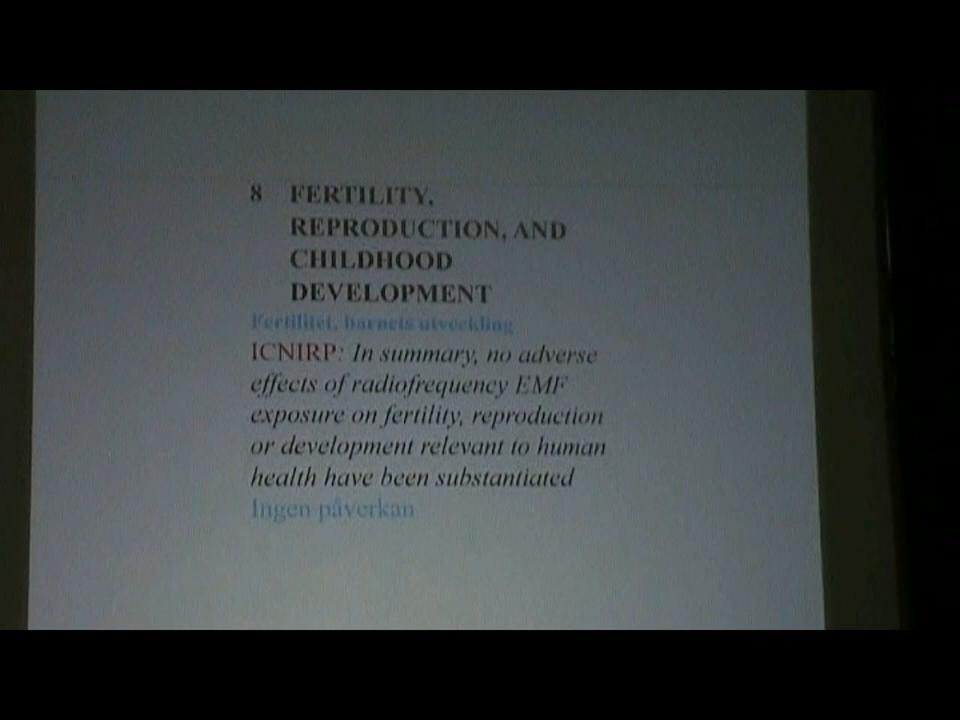 8 FERTILITY,
REPRODUCTION, AND
CHILDHOOD
DEVELOPMENT
Fertilitet, barnets utveckling
ICNIRP: In summary, no adverse
effects of radiofrequency EMF
exposure on fertility, reproduction
or development relevant to human
health have been substantiated
Ingen påverkan